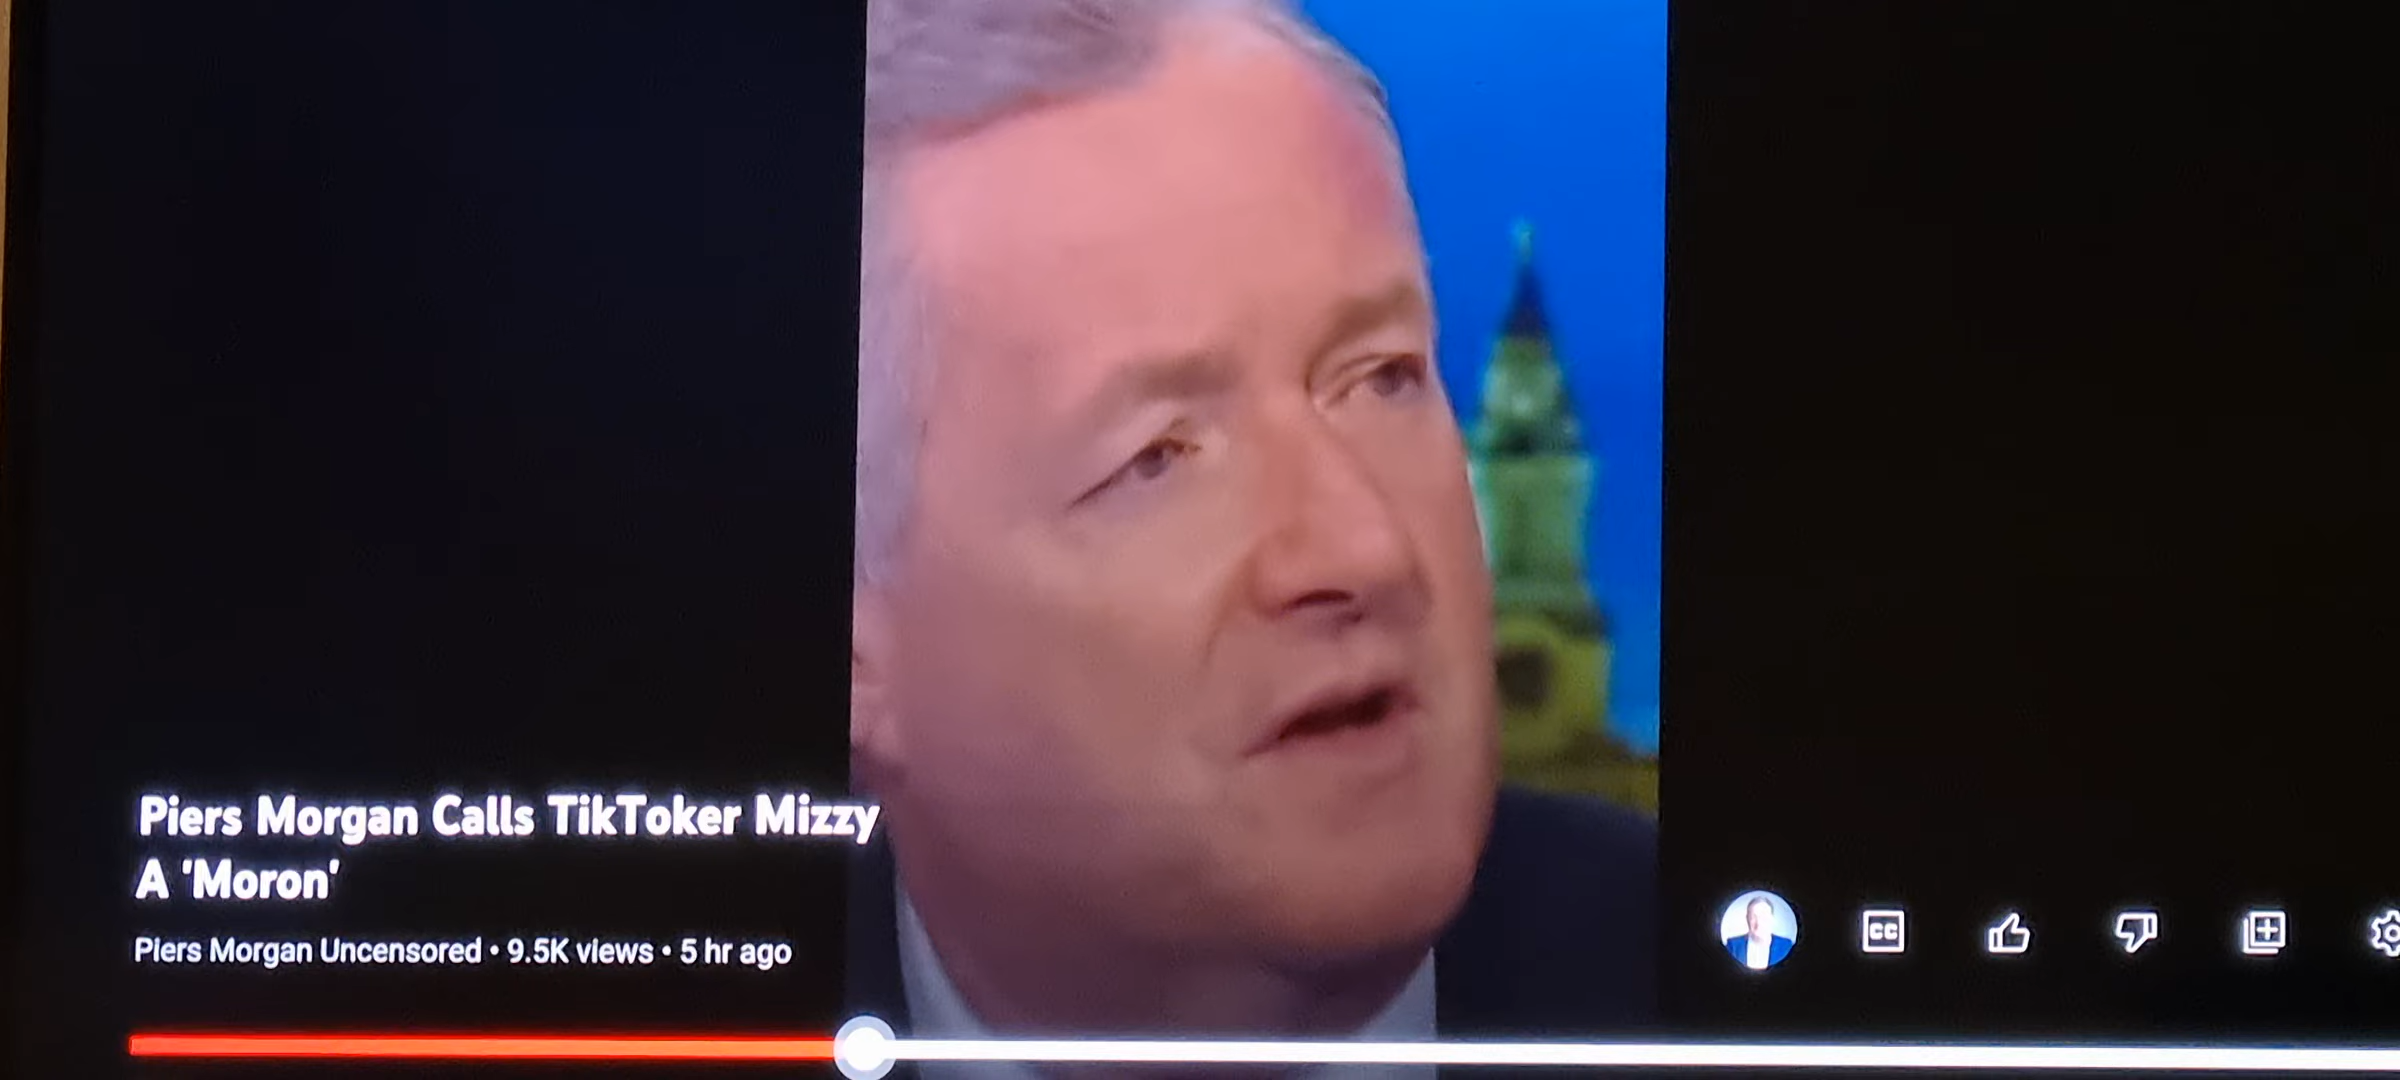 Piers Morgan Calls TikToker Mizzy
A 'Moron'
Piers Morgan Uncensored • 9.5K views • 5 hr ago
CC